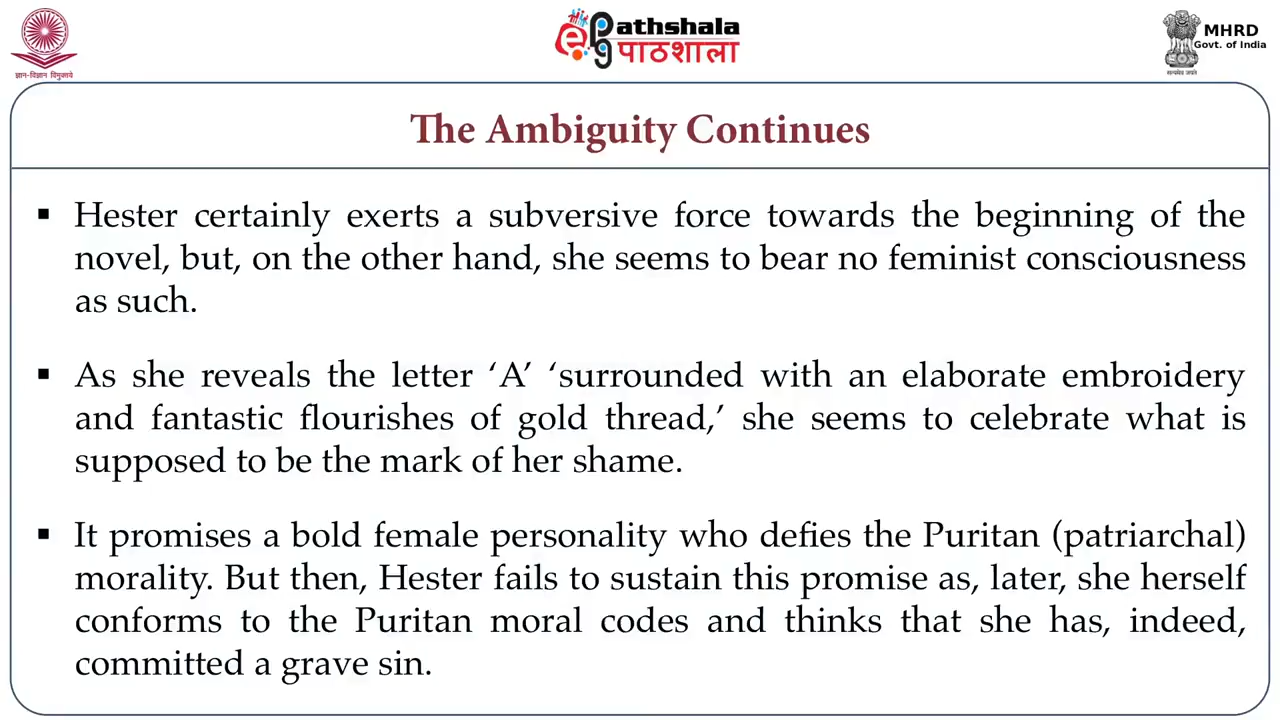 ज्ञान-विज्ञान विमुक्तये
ePathshala
पाठशाला
MHRD
Govt. of India
सत्यमेव जयते
The Ambiguity Continues
▪ Hester certainly exerts a subversive force towards the beginning of the
novel, but, on the other hand, she seems to bear no feminist consciousness
as such.
▪ As she reveals the letter ‘A’ ‘surrounded with an elaborate embroidery
and fantastic flourishes of gold thread,’ she seems to celebrate what is
supposed to be the mark of her shame.
▪ It promises a bold female personality who defies the Puritan (patriarchal)
morality. But then, Hester fails to sustain this promise as, later, she herself
conforms to the Puritan moral codes and thinks that she has, indeed,
committed a grave sin.